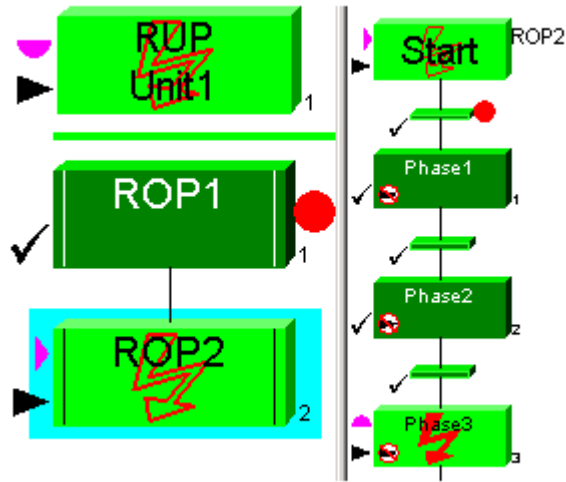 RUP
Unit1
1
ROP1
1
ROP2
2
Start
ROP2
Phase1
1
Phase2
2
Phase3
3